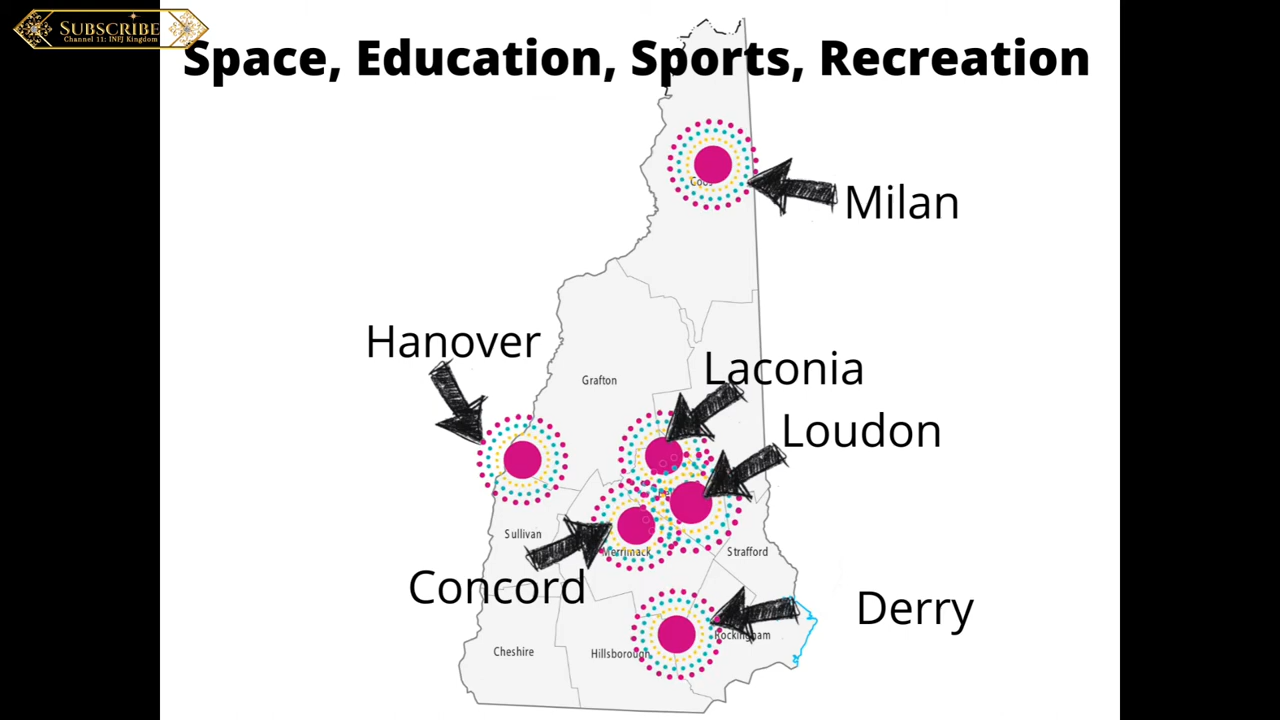 SUBSCRIBE
Channel 11: INFJ Kingdom
Space, Education, Sports, Recreation
Coos
Milan
Hanover
Laconia
Grafton
Loudon
Sullivan
Merrimack
Strafford
Concord
Derry
Rockingham
Cheshire
Hillsborough